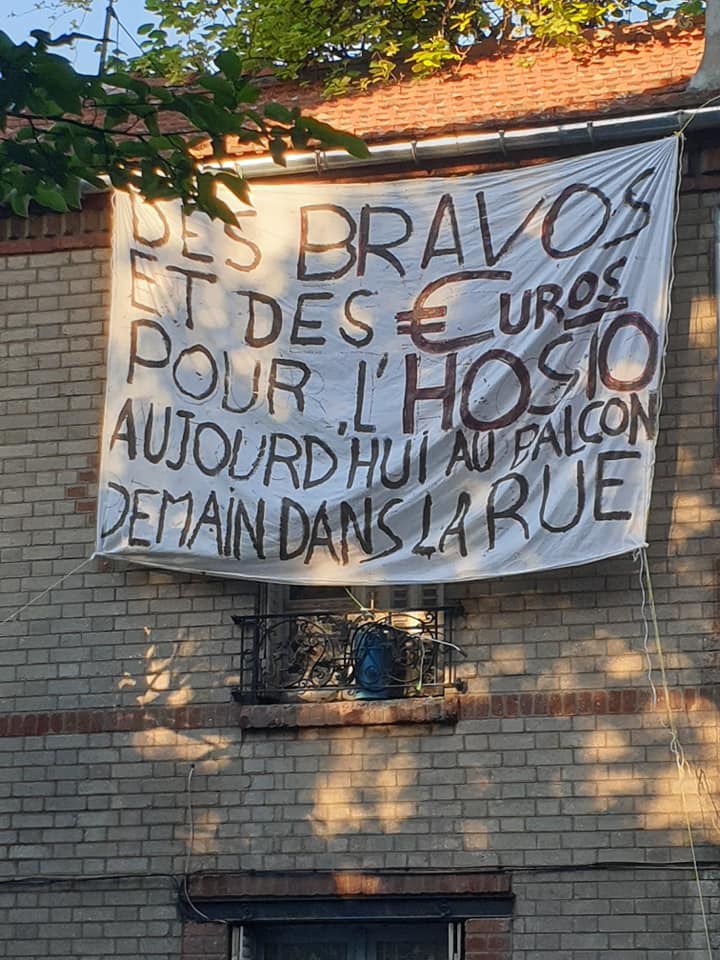 DES BRAVOS
ET DES €UROS
POUR L'HOSTO
AUJOURD'HUI AU BALCON
DEMAIN DANS LA RUE